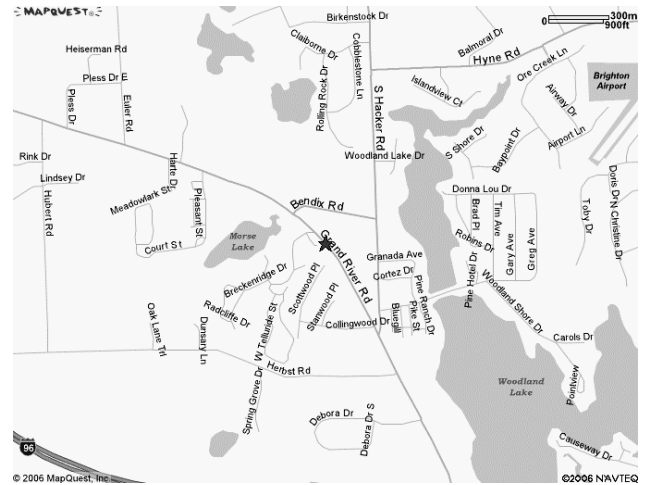 MAPQUEST
Birkenstock Dr
300m
0
900ft
Claiborne Dr
Cobblestone Ln
Balmoral Dr
Heiserman Rd
Hyne Rd
Ore Creek Ln
Pless Dr E
Rolling Rock Dr
S Hacker Rd
Islandview Ct
Brighton
Airport
Pless Dr
Euler Rd
Airway Dr
Airport Ln
S Shore Dr
Baypoint Dr
Rink Dr
Harte Dr
Woodland Lake Dr
Lindsey Dr
Hubert Rd
Meadowlark St
Pleasant St
Donna Lou Dr
Doris Dr
N Christine Dr
Bendix Rd
Brad Pl
Tim Ave
Toby Dr
Morse
Lake
Court St
Grand River Rd
Robins Dr
Gary Ave
Greg Ave
Granada Ave
Cortez Dr
Breckenridge Dr
Scottwood Pl
Stanwood Pl
Pine Ranch Dr
Pine Hotel Dr
Woodland Shore Dr
Radcliffe Dr
Oak Lane Trl
Dunsary Ln
W Telluride St
Collingwood Dr
Bluegill
Pike St
Carols Dr
Herbst Rd
Spring Grove Dr
Pointview
Woodland
Lake
Debora Dr
Debora Dr S
Causeway Dr
96
© 2006 MapQuest, Inc.
©2006 NAVTEQ